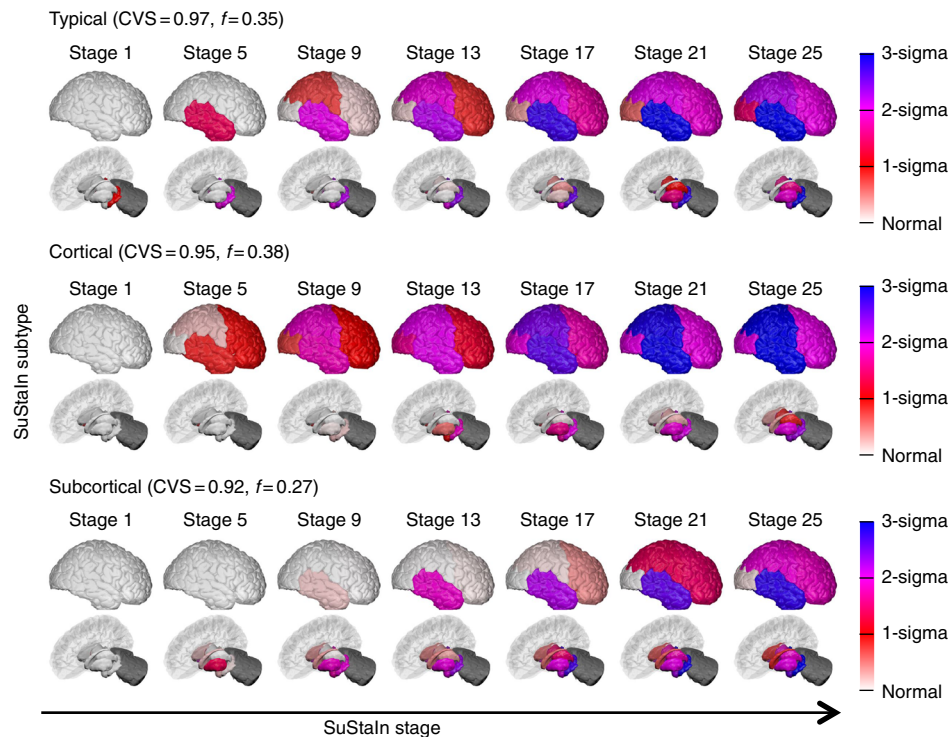 Typical (CVS=0.97, f=0.35)
Stage 1 Stage 5 Stage 9 Stage 13 Stage 17 Stage 21 Stage 25
3-sigma
2-sigma
1-sigma
Normal
Cortical (CVS=0.95, f=0.38)
Stage 1 Stage 5 Stage 9 Stage 13 Stage 17 Stage 21 Stage 25
3-sigma
2-sigma
1-sigma
Normal
SuStaIn subtype
Subcortical (CVS=0.92, f=0.27)
Stage 1 Stage 5 Stage 9 Stage 13 Stage 17 Stage 21 Stage 25
3-sigma
2-sigma
1-sigma
Normal
SuStaIn stage